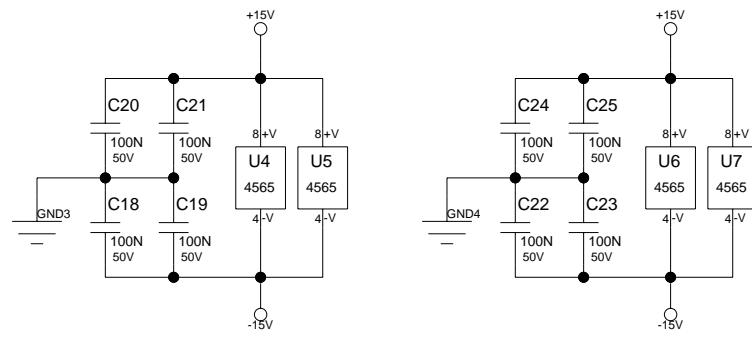 +15V
C20
C21
100N
50V
100N
50V
8
+V
8
+V
U4
U5
4565
4565
GND3
C18
C19
100N
50V
100N
50V
4
-V
4
-V
-15V
+15V
C24
C25
100N
50V
100N
50V
8
+V
8
+V
U6
U7
4565
4565
GND4
C22
C23
100N
50V
100N
50V
4
-V
4
-V
-15V